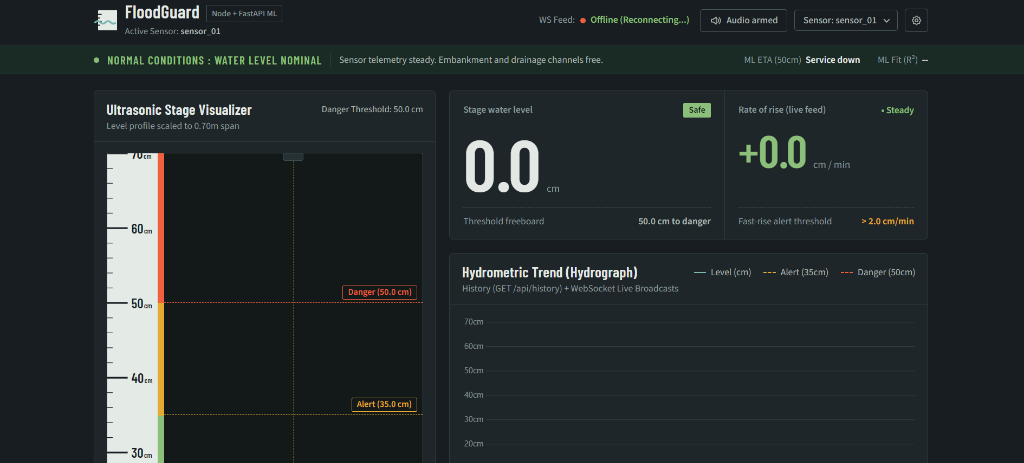 FloodGuard
Node + FastAPI ML
Active Sensor: sensor_01
WS Feed: Offline (Reconnecting...)
Audio armed
Sensor: sensor_01
NORMAL CONDITIONS : WATER LEVEL NOMINAL
Sensor telemetry steady. Embankment and drainage channels free.
ML ETA (50cm) Service down
ML Fit (R²) --
Ultrasonic Stage Visualizer
Danger Threshold: 50.0 cm
Level profile scaled to 0.70m span
70cm
60cm
Danger (50.0 cm)
50cm
40cm
Alert (35.0 cm)
30cm
Stage water level
Safe
0.0 cm
Threshold freeboard
50.0 cm to danger
Rate of rise (live feed)
• Steady
+0.0 cm / min
Fast-rise alert threshold
> 2.0 cm/min
Hydrometric Trend (Hydrograph)
Level (cm)
Alert (35cm)
Danger (50cm)
History (GET /api/history) + WebSocket Live Broadcasts
70cm
60cm
50cm
40cm
30cm
20cm